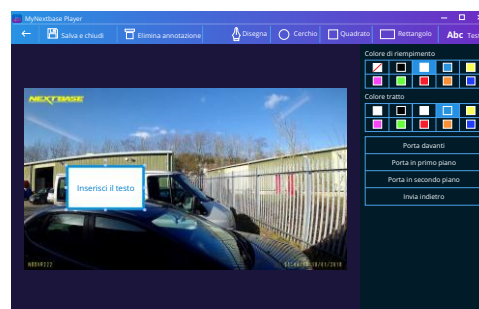 MyNextbase Player
Salva e chiudi
Elimina annotazione
Disegna
Cerchio
Quadrato
Rettangolo
Abc
Colore di riempimento
Colore tratto
NEXTBASE
Inserisci il testo
Porta davanti
Porta in primo piano
Porta in secondo piano
Invia indietro